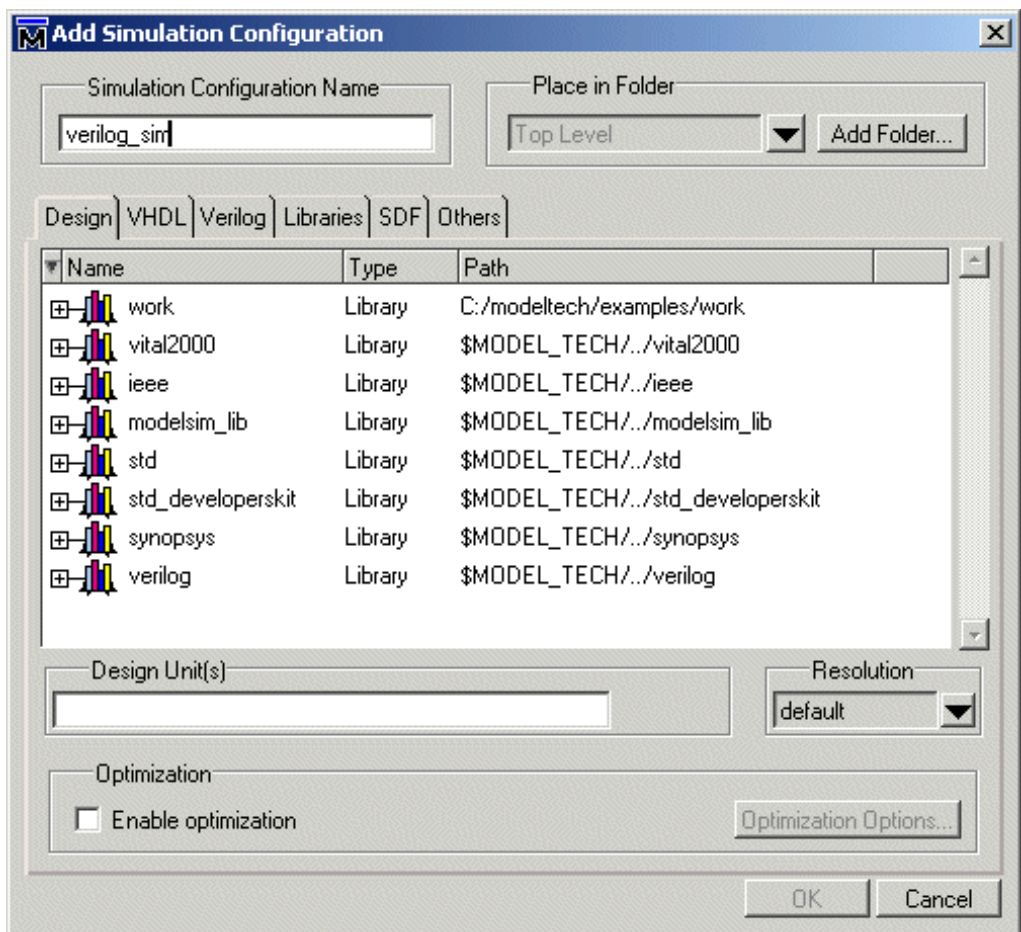 Add Simulation Configuration
Simulation Configuration Name
Place in Folder
verilog_sim
Top Level
Add Folder...
Design VHDL Verilog Libraries SDF Others
Name Type Path
work Library C:/modeltech/examples/work
vital2000 Library $MODEL_TECH/../vital2000
ieee Library $MODEL_TECH/../ieee
modelsim_lib Library $MODEL_TECH/../modelsim_lib
std Library $MODEL_TECH/../std
std_developerskit Library $MODEL_TECH/../std_developerskit
synopsys Library $MODEL_TECH/../synopsys
verilog Library $MODEL_TECH/../verilog
Design Unit(s)
Resolution
default
Optimization
Enable optimization
Optimization Options...
OK Cancel